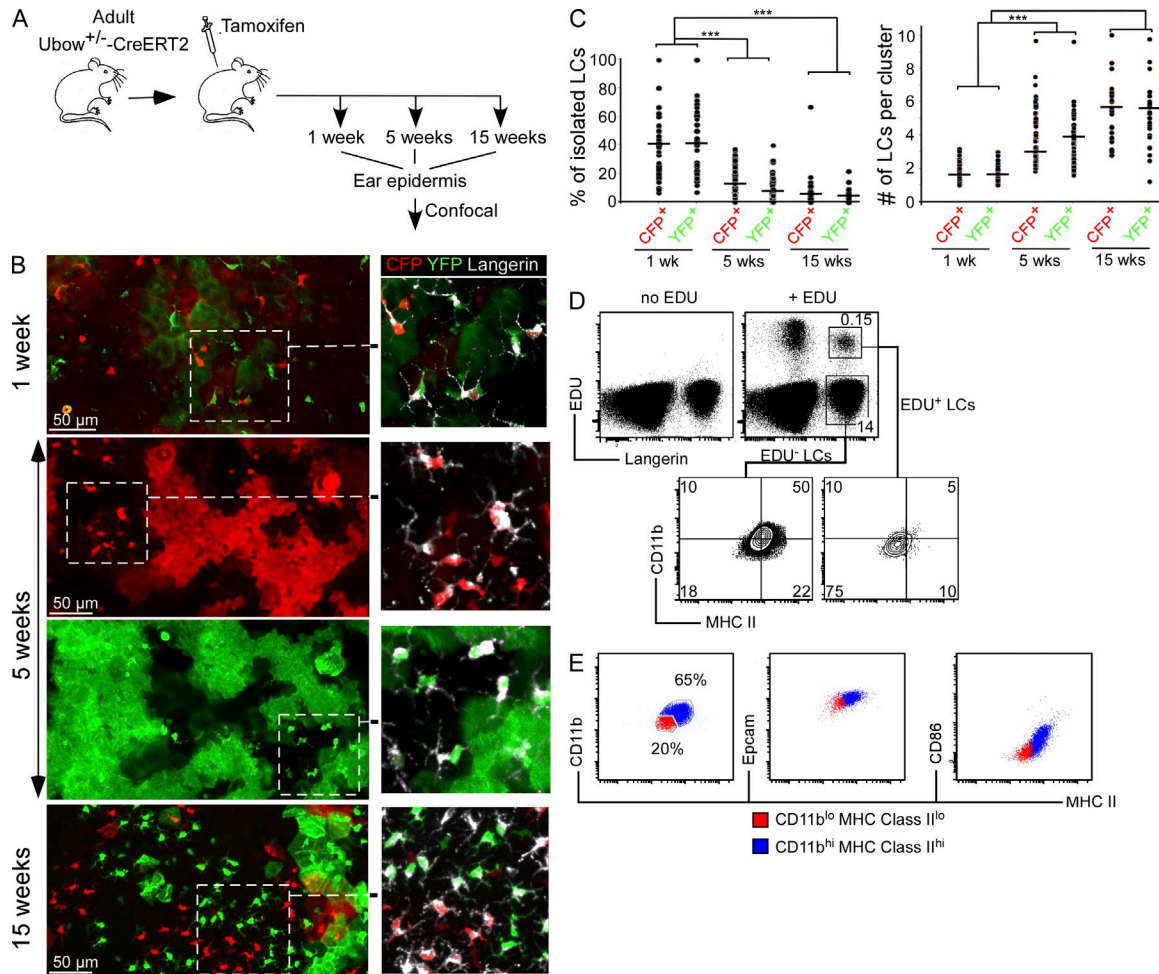 A
Adult
Ubow+/--CreERT2
Tamoxifen
1 week
5 weeks
15 weeks
Ear epidermis
Confocal
B
CFP YFP Langerin
1 week
50 µm
5 weeks
50 µm
15 weeks
50 µm
C
***
***
% of isolated LCs
100
80
60
40
20
0
CFP+
YFP+
CFP+
YFP+
CFP+
YFP+
1 wk
5 wks
15 wks
***
# of LCs per cluster
10
8
6
4
2
0
CFP+
YFP+
CFP+
YFP+
CFP+
YFP+
1 wk
5 wks
15 wks
D
no EDU
+ EDU
0.15
EDU
EDU+ LCs
14
Langerin
EDU- LCs
10
50
10
5
CD11b
18
22
75
10
MHC II
E
65%
20%
CD11b
Epcam
CD86
MHC II
CD11blo MHC Class IIlo
CD11bhi MHC Class IIhi